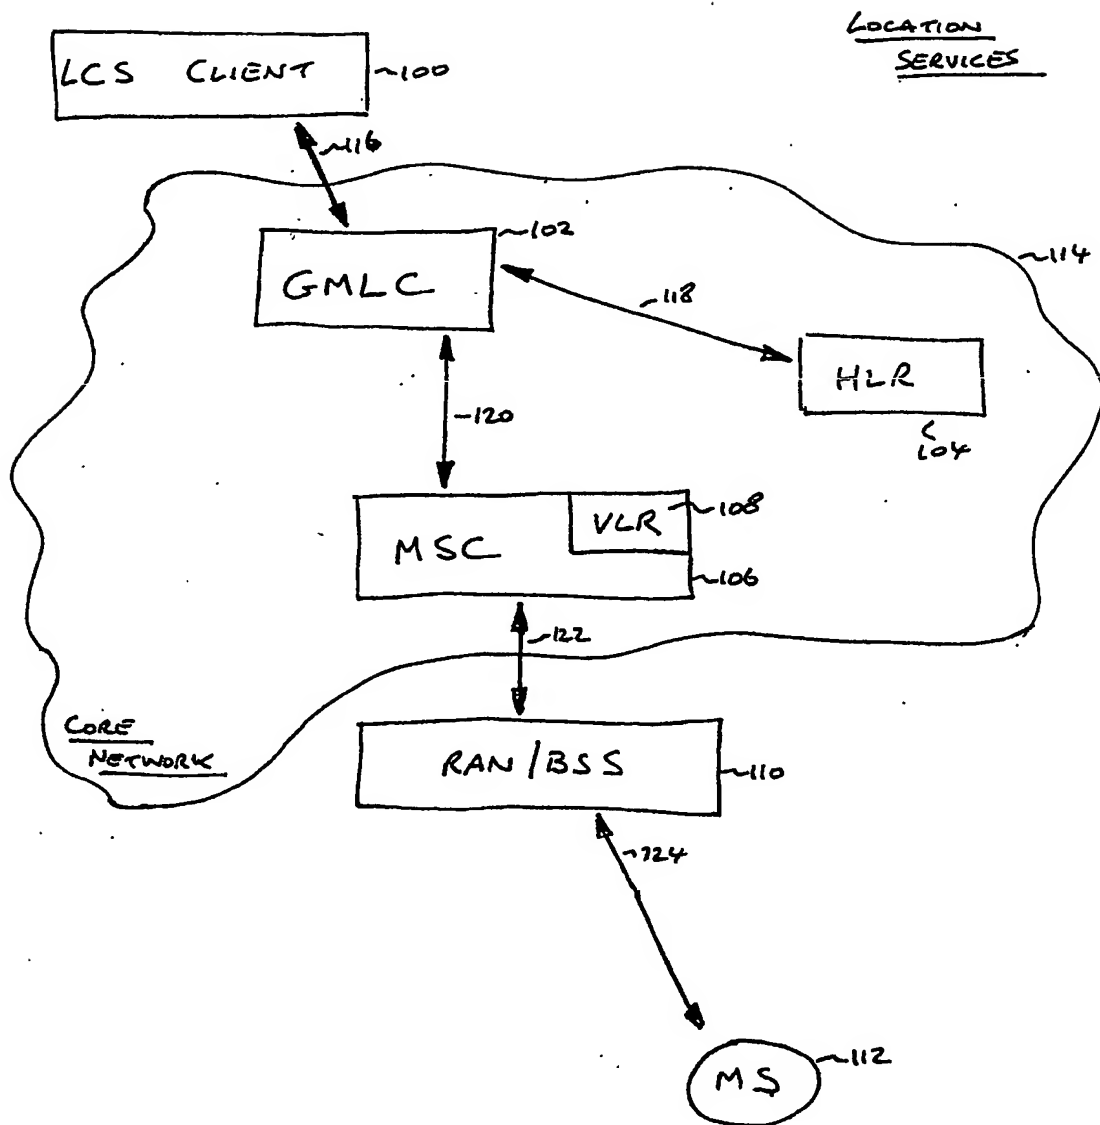 LOCATION
SERVICES
LCS CLIENT
100
116
102
GMLC
118
114
HLR
104
120
VLR
108
MSC
106
122
CORE
NETWORK
RAN/BSS
110
124
MS
112